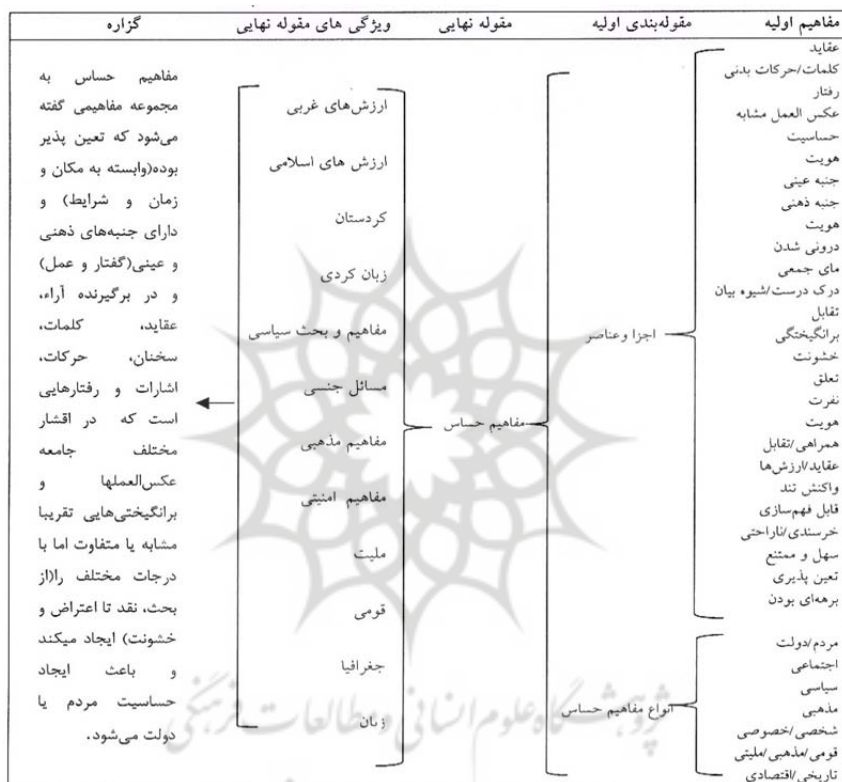 مفاهیم اولیه
مقوله‌بندی اولیه
مقوله نهایی
ویژگی های مقوله نهایی
گزاره
عقاید
کلمات/حرکات بدنی
رفتار
عکس العمل مشابه
حساسیت
هویت
جنبه عینی
جنبه ذهنی
هویت
درونی شدن
مای جمعی
درک درست/شیوه بیان
تقابل
برانگیختگی
خشونت
تعلق
نفرت
هویت
همراهی/تقابل
عقاید/ارزش‌ها
واکنش تند
قابل فهم‌سازی
خرسندی/ناراحتی
سهل و ممتنع
تعین پذیری
برهه‌ای بودن
مردم/دولت
اجتماعی
سیاسی
مذهبی
شخصی/خصوصی
قومی/مذهبی/ملیتی
تاریخی/اقتصادی
اجزا وعناصر
انواع مفاهیم حساس
مفاهیم حساس
ارزش‌های غربی
ارزش های اسلامی
کردستان
زبان کردی
مفاهیم و بحث سیاسی
مسائل جنسی
مفاهیم مذهبی
مفاهیم امنیتی
ملیت
قومی
جغرافیا
زبان
مفاهیم حساس به
مجموعه مفاهیمی گفته
می‌شود که تعین پذیر
بوده(وابسته به مکان و
زمان و شرایط) و
دارای جنبه‌های ذهنی
و عینی(گفتار و عمل)
و در برگیرنده آراء،
عقاید، کلمات،
سخنان، حرکات،
اشارات و رفتارهایی
است که در اقشار
مختلف جامعه
عکس‌العملها و
برانگیختی‌هایی تقریبا
مشابه یا متفاوت اما با
درجات مختلف را(از
بحث، نقد تا اعتراض و
خشونت) ایجاد میکند
و باعث ایجاد
حساسیت مردم یا
دولت می‌شود.
پژوهشگاه علوم انسانی و مطالعات فرهنگی